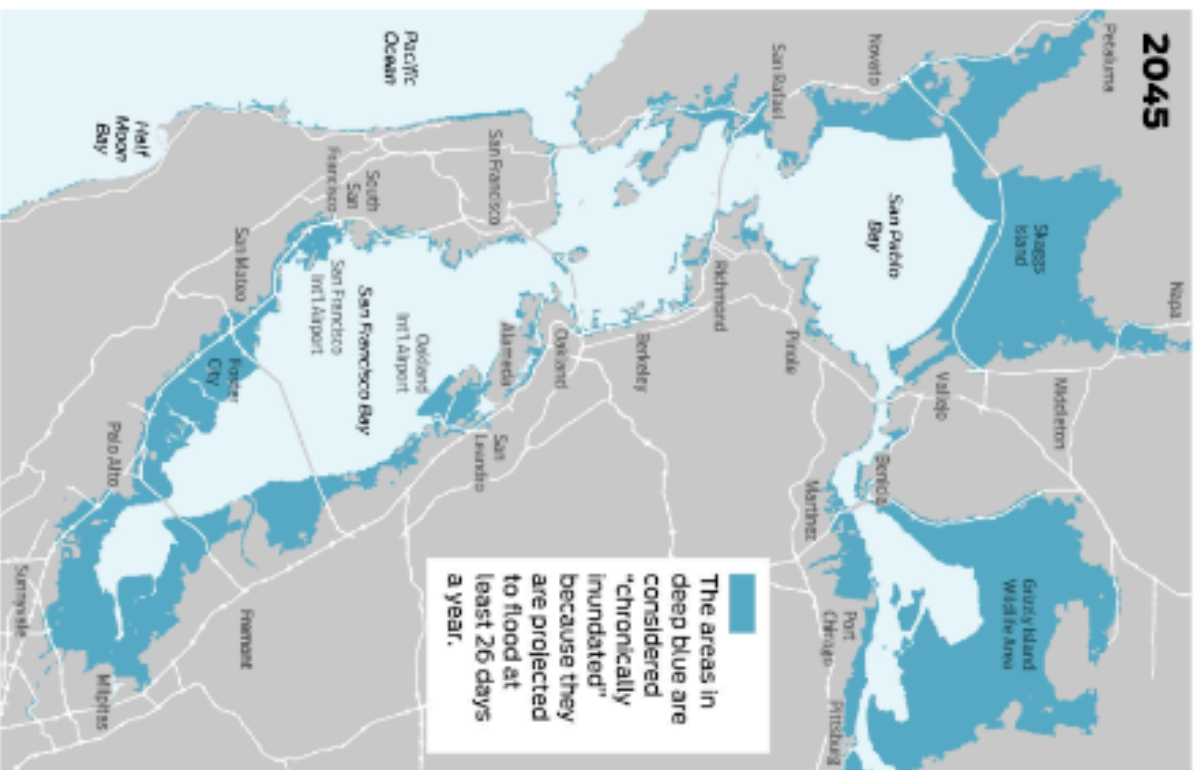 2045
Petaluma
Napa
Novato
Skaggs
Island
San Rafael
San Pablo
Bay
Middleton
Vallejo
Pacific
Ocean
Richmond
Pinole
Benicia
Grizzly Island
Wildlife Area
San Francisco
Berkeley
Martinez
Port
Chicago
Pittsburg
Oakland
Alameda
South
San
Francisco
Half
Moon
Bay
Oakland
Int'l Airport
San
Leandro
San Francisco Bay
San Francisco
Int'l Airport
San Mateo
Foster
City
Palo Alto
Fremont
Sunnyvale
Milpitas
The areas in
deep blue are
considered
"chronically
inundated"
because they
are projected
to flood at
least 26 days
a year.